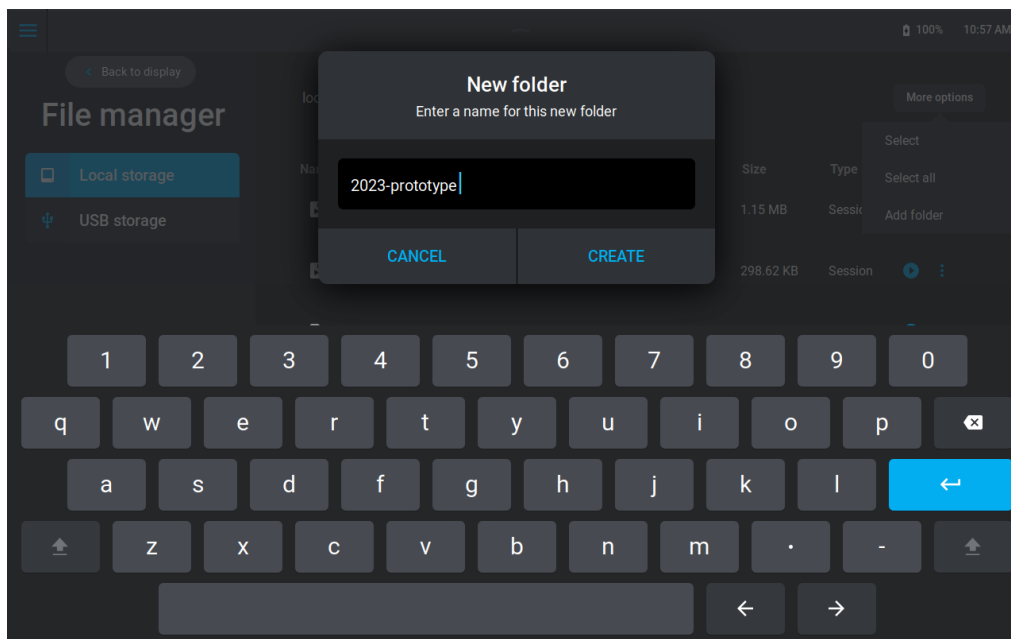 100% 10:57 AM
Back to display
File manager
Local storage
USB storage
New folder
Enter a name for this new folder
2023-prototype
CANCEL CREATE
More options
Select
Select all
Add folder
Size Type
1.15 MB
298.62 KB Session
1 2 3 4 5 6 7 8 9 0
q w e r t y u i o p
a s d f g h j k l
z x c v b n m . -